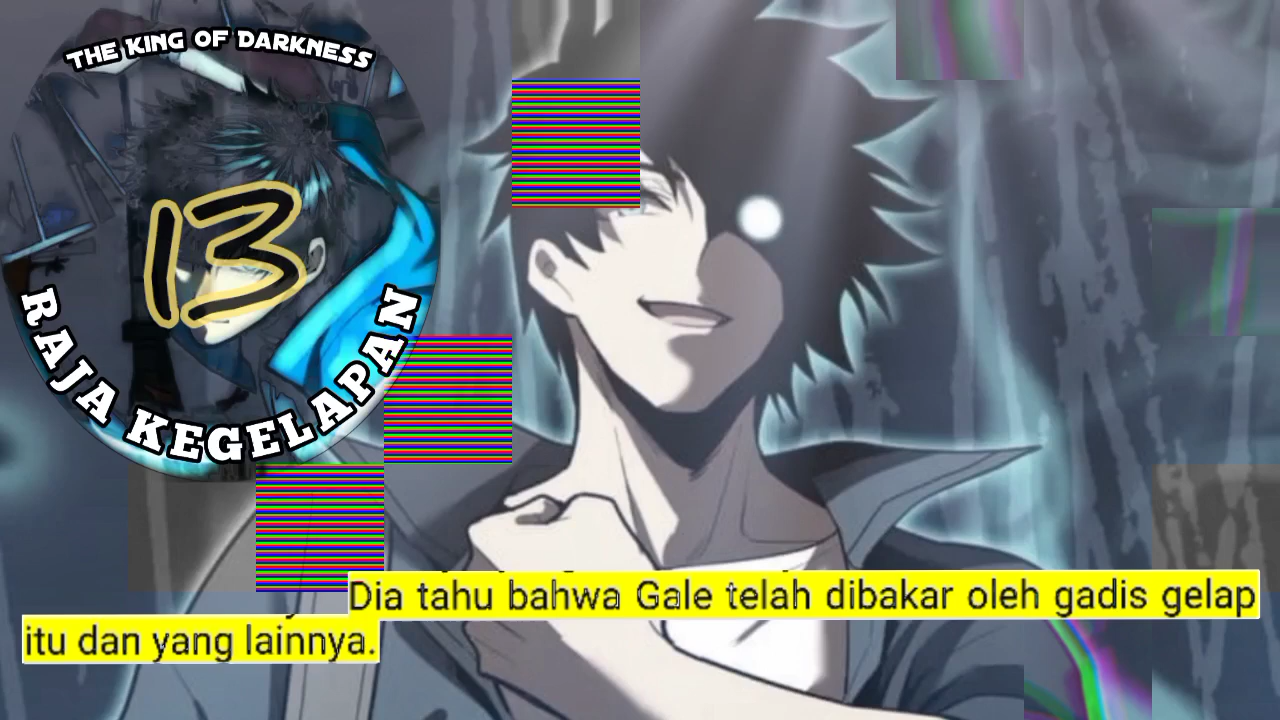 THE KING OF DARKNESS
13
RAJA KEGELAPAN
Dia tahu bahwa Gale telah dibakar oleh gadis gelap
itu dan yang lainnya.